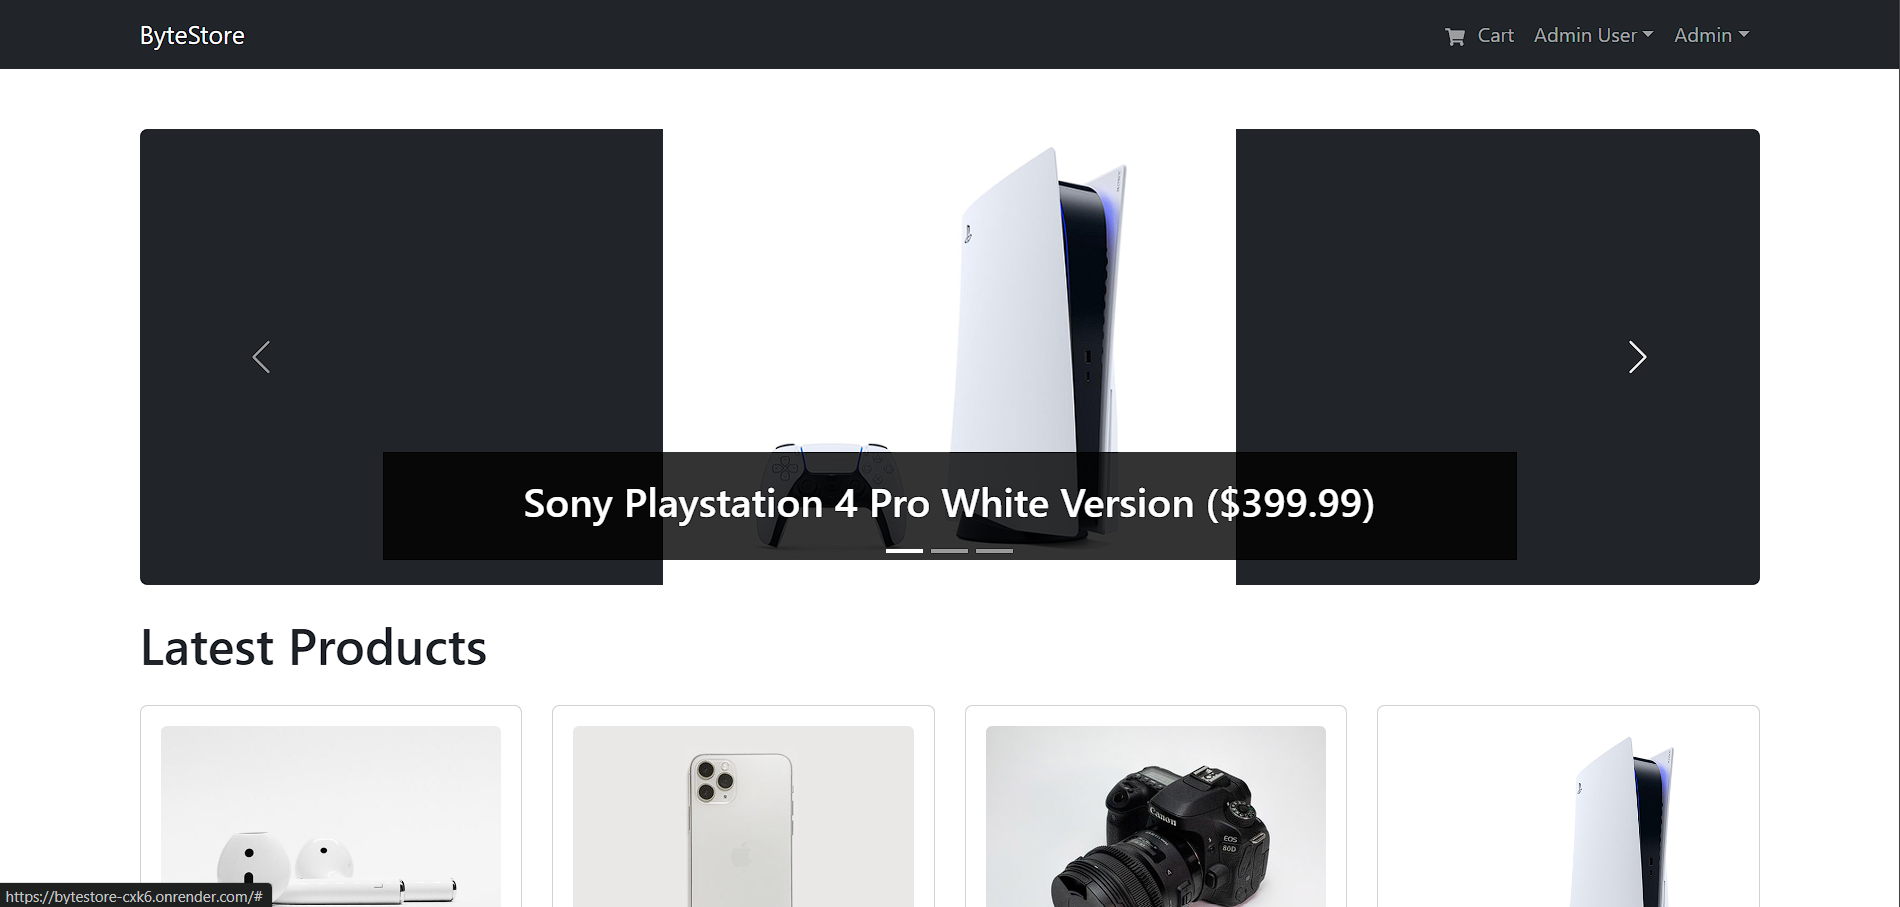 ByteStore
Cart
Admin User
Admin
Sony Playstation 4 Pro White Version ($399.99)
Latest Products
Canon
EOS
80D
https://bytestore-cxk6.onrender.com/#